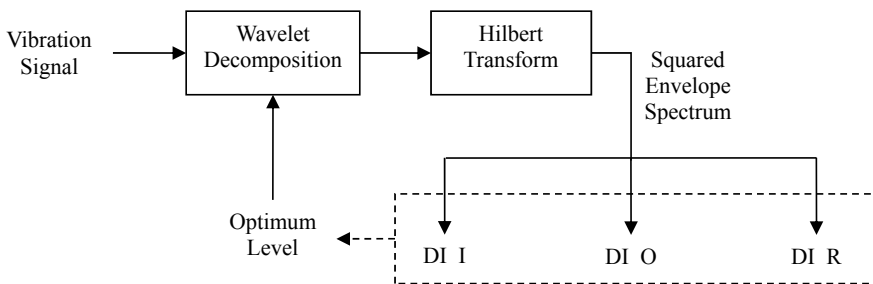 Vibration
Signal
Wavelet
Decomposition
Hilbert
Transform
Squared
Envelope
Spectrum
Optimum
Level
DI I
DI O
DI R